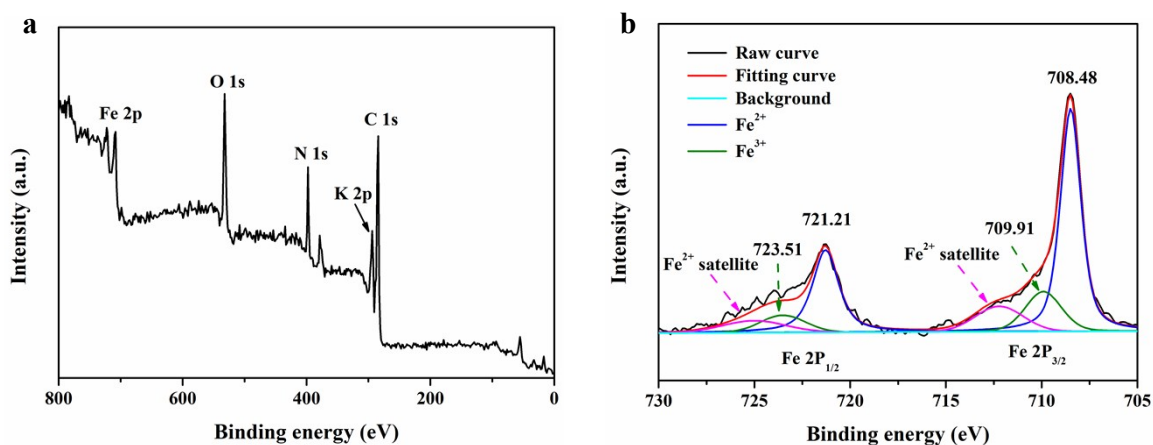 a
Fe 2p
O 1s
N 1s
K 2p
C 1s
Intensity (a.u.)
800
600
400
200
0
Binding energy (eV)
b
Raw curve
Fitting curve
Background
Fe²⁺
Fe³⁺
708.48
721.21
709.91
723.51
Fe²⁺ satellite
Fe²⁺ satellite
Fe 2P₁/₂
Fe 2P₃/₂
Intensity (a.u.)
730
725
720
715
710
705
Binding energy (eV)